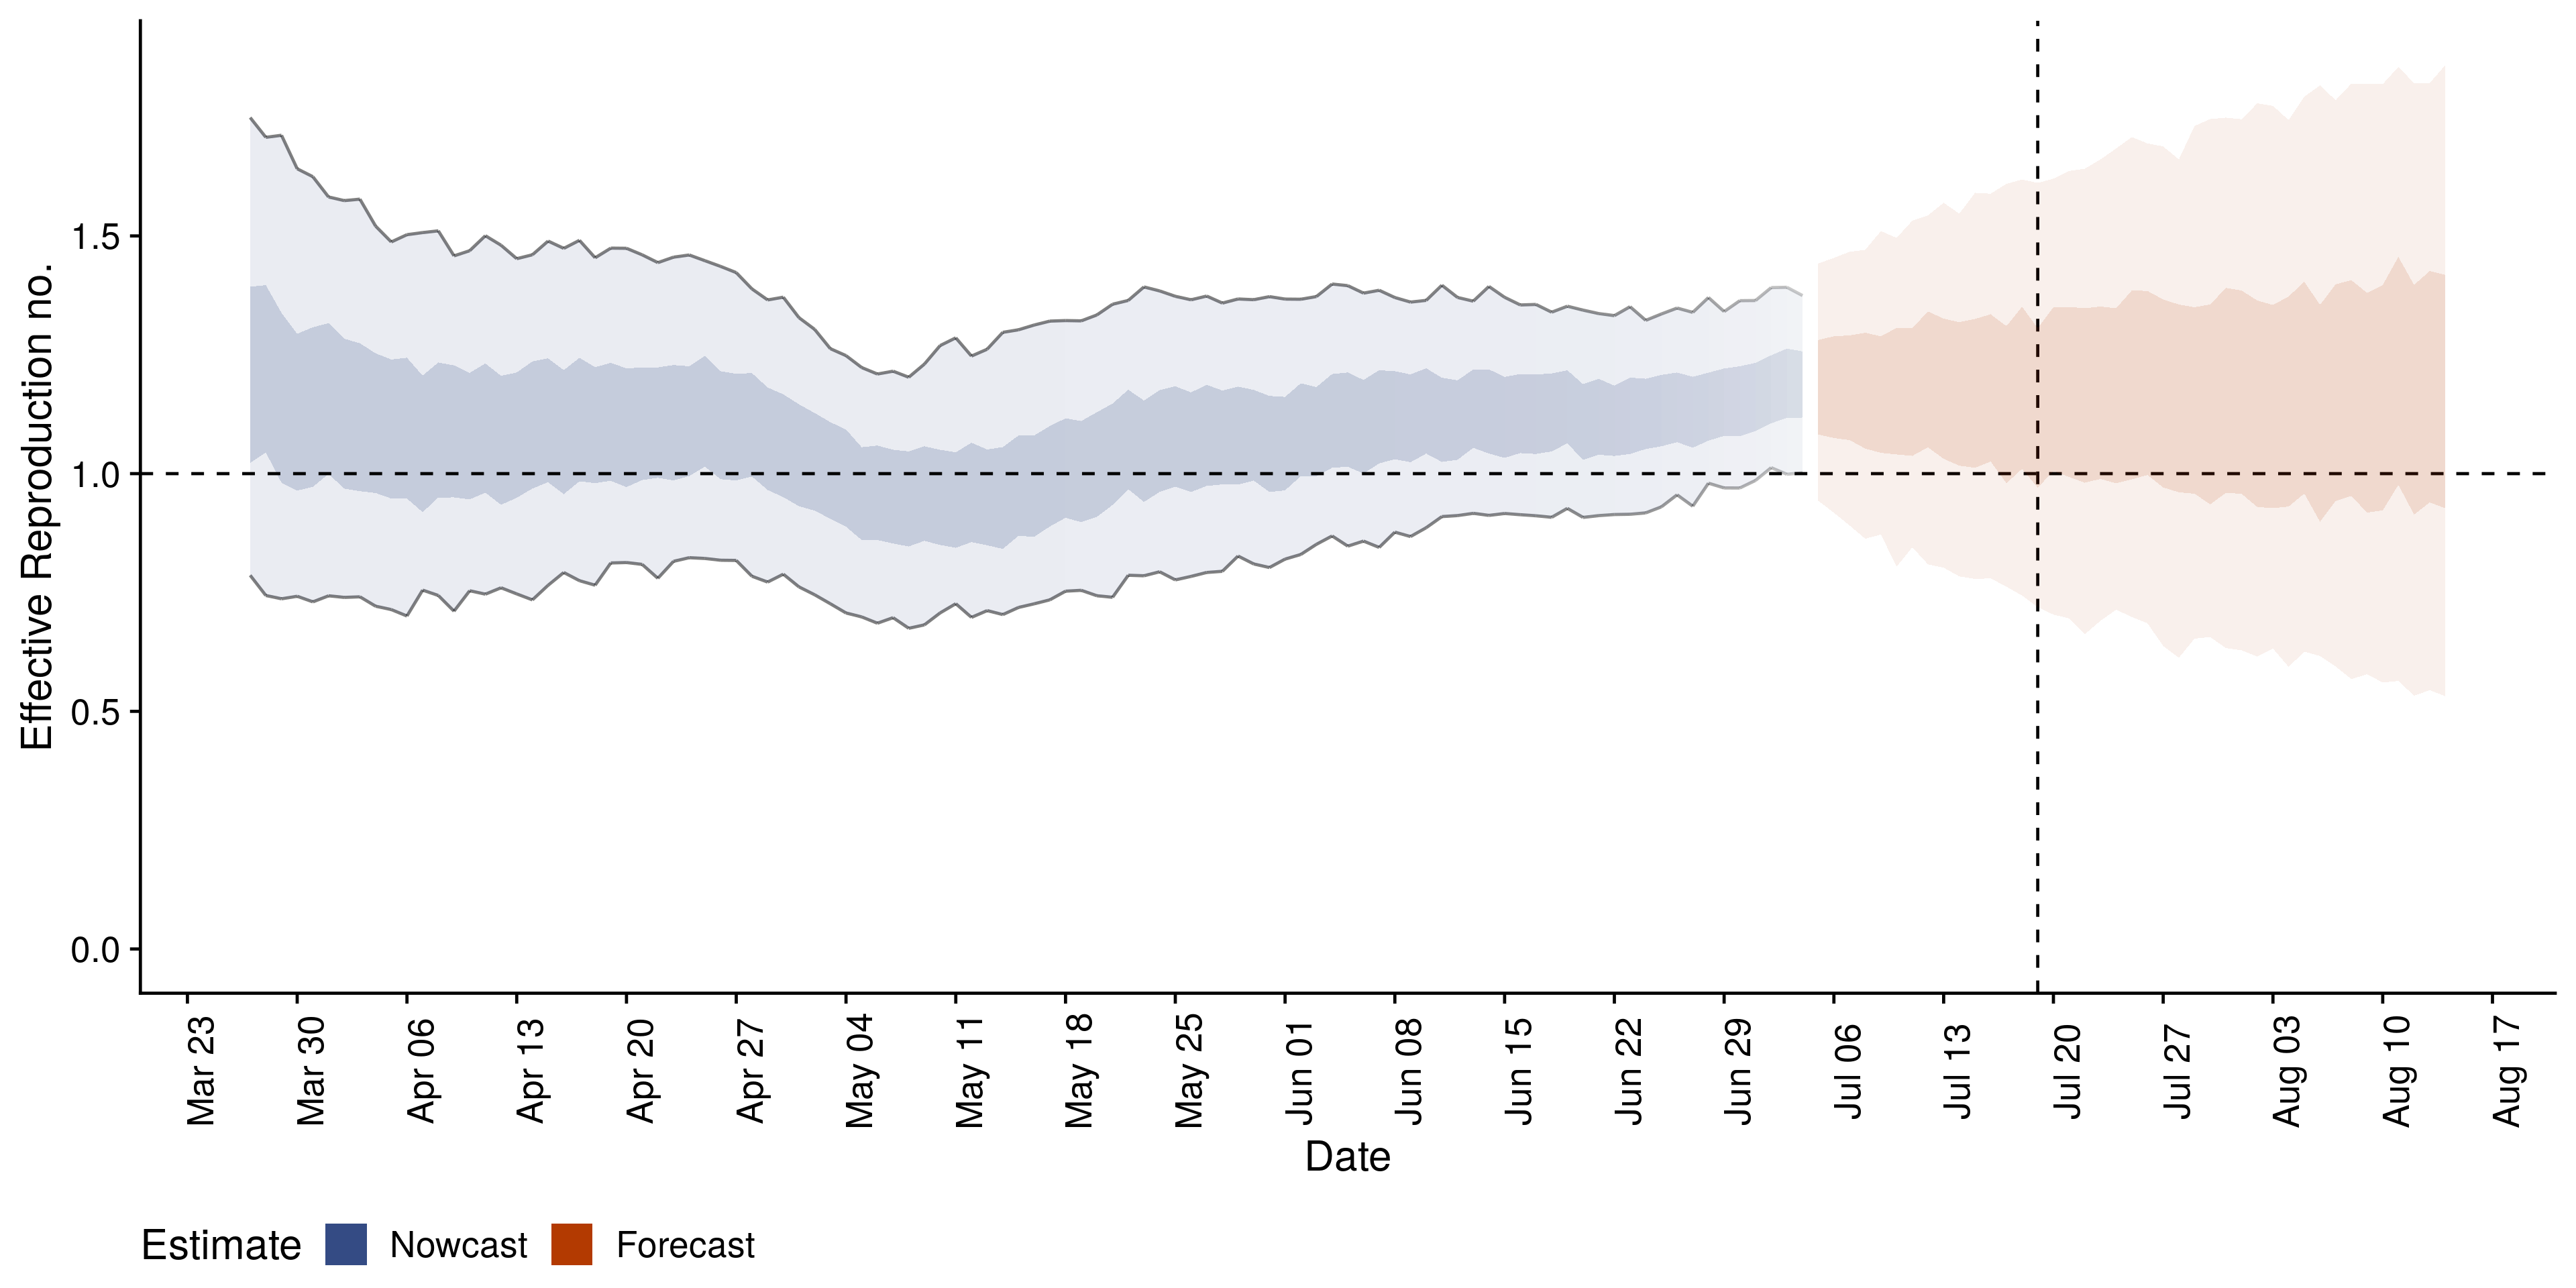 Effective Reproduction no.
1.5
1.0
0.5
0.0
Mar 23
Mar 30
Apr 06
Apr 13
Apr 20
Apr 27
May 04
May 11
May 18
May 25
Jun 01
Jun 08
Jun 15
Jun 22
Jun 29
Jul 06
Jul 13
Jul 20
Jul 27
Aug 03
Aug 10
Aug 17
Date
Estimate Nowcast Forecast